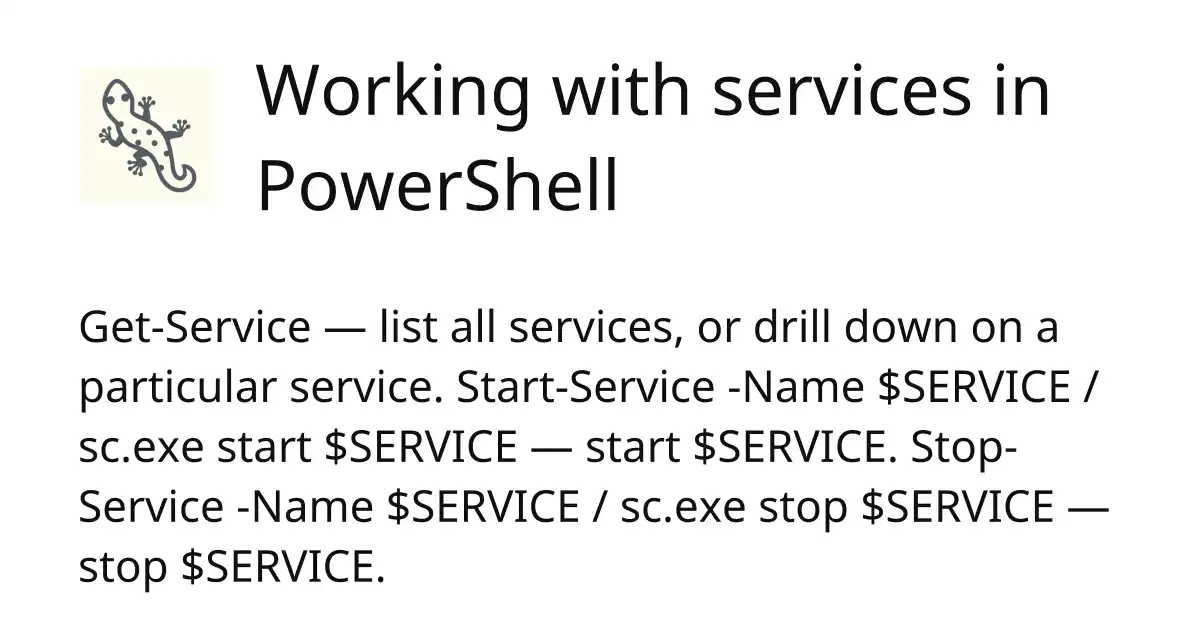 Working with services in
PowerShell
Get-Service — list all services, or drill down on a
particular service. Start-Service -Name $SERVICE /
sc.exe start $SERVICE — start $SERVICE. Stop-
Service -Name $SERVICE / sc.exe stop $SERVICE —
stop $SERVICE.